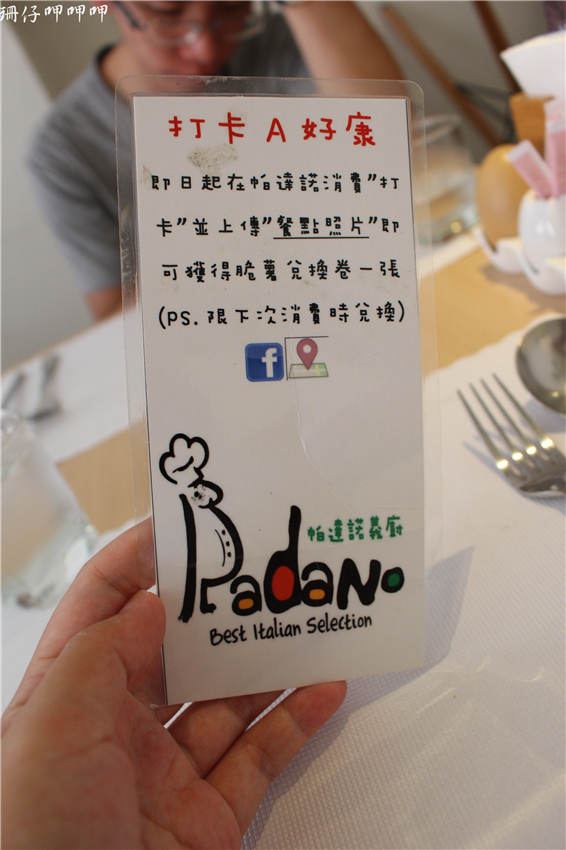 珊仔呷呷呷
打卡 A 好康
即日起在帕達諾消費"打
卡"並上傳"餐點照片"即
可獲得脆薯兌換卷一張
(PS.限下次消費時兌換)
f
帕達諾義廚
Padano
Best Italian Selection